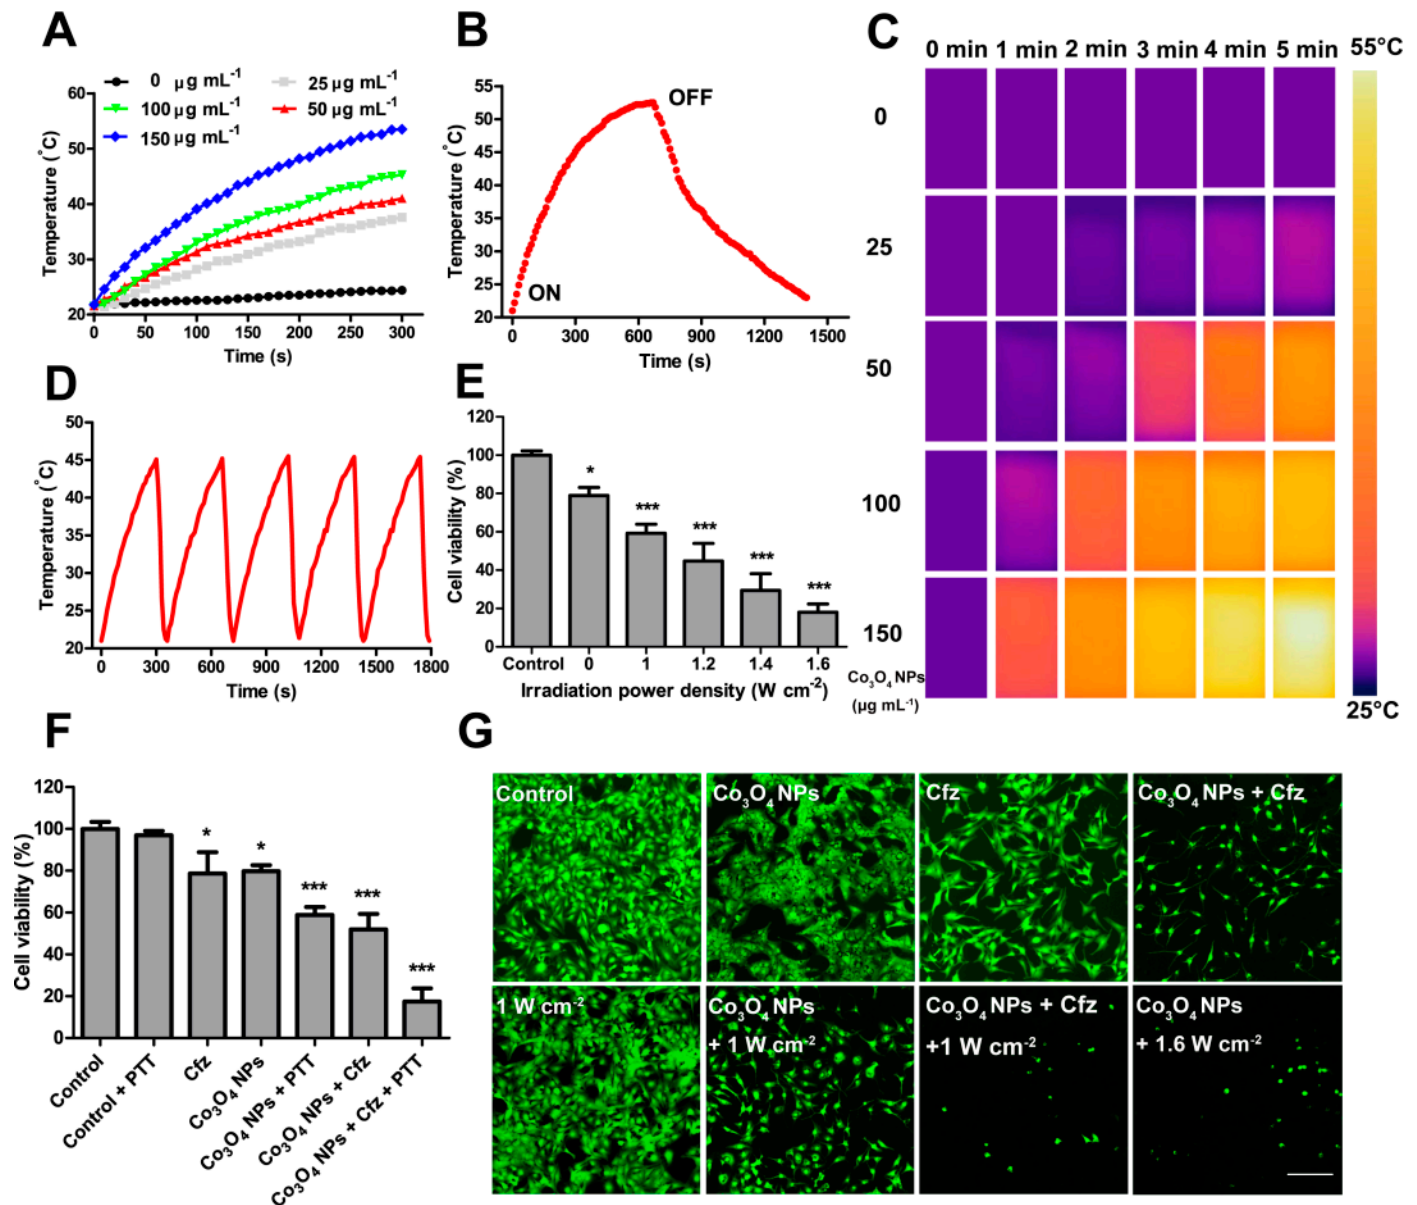 A
0 µg mL⁻¹
25 µg mL⁻¹
100 µg mL⁻¹
50 µg mL⁻¹
150 µg mL⁻¹
Temperature (°C)
60
50
40
30
20
0 50 100 150 200 250 300
Time (s)
B
Temperature (°C)
55
50
45
40
35
30
25
20
OFF
ON
0 300 600 900 1200 1500
Time (s)
C
0 min 1 min 2 min 3 min 4 min 5 min
55°C
0
25
50
100
150
Co₃O₄ NPs
(µg mL⁻¹)
25°C
D
Temperature (°C)
50
45
40
35
30
25
20
0 300 600 900 1200 1500 1800
Time (s)
E
Cell viability (%)
120
100
80
60
40
20
0
*
***
***
***
***
Control 0 1 1.2 1.4 1.6
Irradiation power density (W cm⁻²)
F
Cell viability (%)
120
100
80
60
40
20
0
*
*
***
***
***
Control
Control + PTT
Cfz
Co₃O₄ NPs
Co₃O₄ NPs + PTT
Co₃O₄ NPs + Cfz
Co₃O₄ NPs + Cfz + PTT
G
Control
Co₃O₄ NPs
Cfz
Co₃O₄ NPs + Cfz
1 W cm⁻²
Co₃O₄ NPs
+ 1 W cm⁻²
Co₃O₄ NPs + Cfz
+1 W cm⁻²
Co₃O₄ NPs
+ 1.6 W cm⁻²